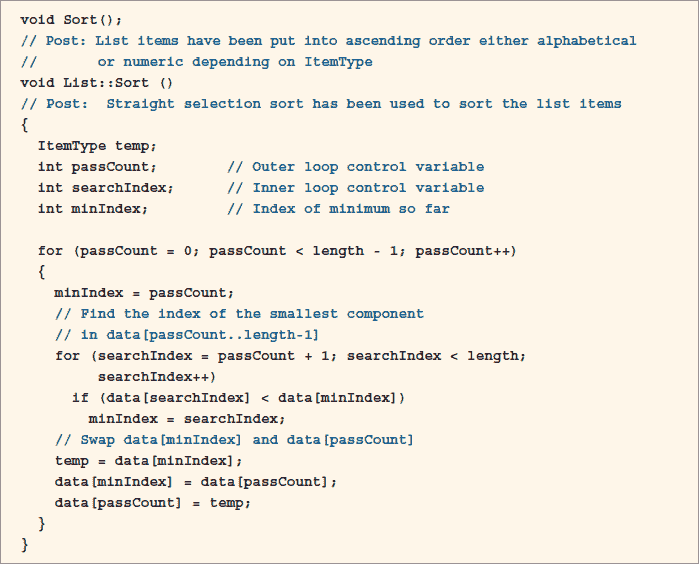 void Sort();
// Post: List items have been put into ascending order either alphabetical
//       or numeric depending on ItemType
void List::Sort ()
// Post:  Straight selection sort has been used to sort the list items
{
  ItemType temp;
  int passCount;        // Outer loop control variable
  int searchIndex;      // Inner loop control variable
  int minIndex;         // Index of minimum so far

  for (passCount = 0; passCount < length - 1; passCount++)
  {
    minIndex = passCount;
    // Find the index of the smallest component
    // in data[passCount..length-1]
    for (searchIndex = passCount + 1; searchIndex < length;
         searchIndex++)
      if (data[searchIndex] < data[minIndex])
        minIndex = searchIndex;
    // Swap data[minIndex] and data[passCount]
    temp = data[minIndex];
    data[minIndex] = data[passCount];
    data[passCount] = temp;
  }
}